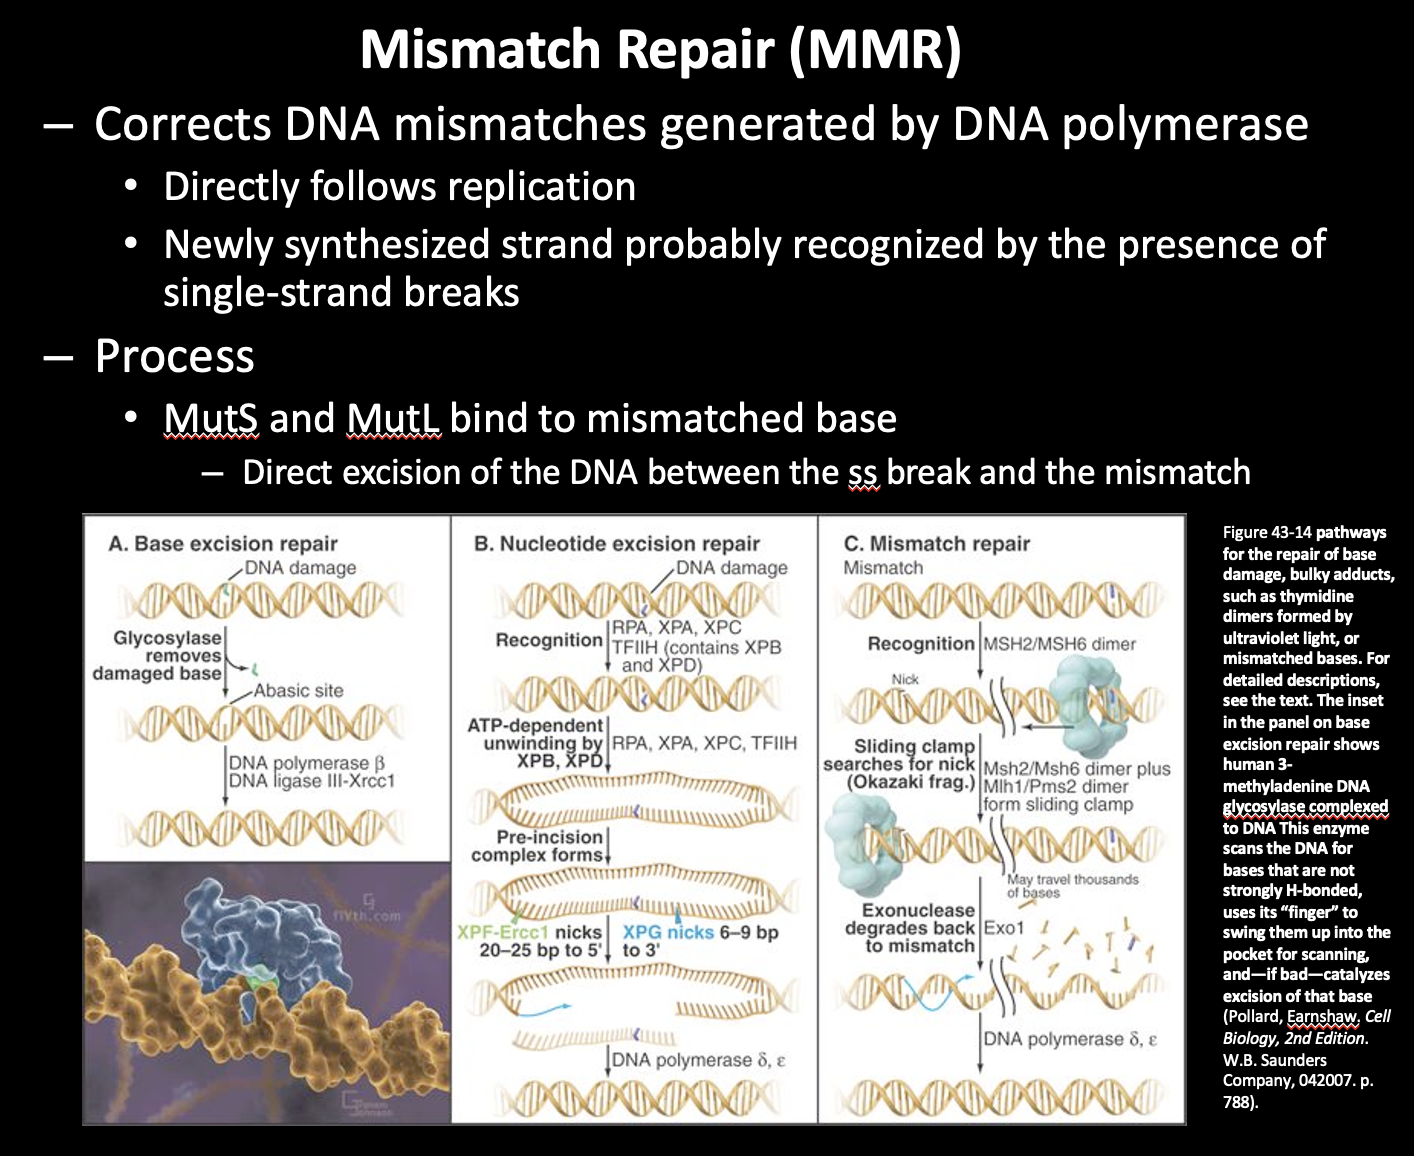 Mismatch Repair (MMR)
– Corrects DNA mismatches generated by DNA polymerase
• Directly follows replication
• Newly synthesized strand probably recognized by the presence of
single-strand breaks
– Process
• MutS and MutL bind to mismatched base
– Direct excision of the DNA between the ss break and the mismatch
A. Base excision repair
DNA damage
Glycosylase
removes
damaged base
Abasic site
DNA polymerase β
DNA ligase III-Xrcc1
fiVth.com
B. Nucleotide excision repair
DNA damage
Recognition
RPA, XPA, XPC
TFIIH (contains XPB
and XPD)
ATP-dependent
unwinding by
XPB, XPD
RPA, XPA, XPC, TFIIH
Pre-incision
complex forms
XPF-Ercc1 nicks
20–25 bp to 5'
XPG nicks 6–9 bp
to 3'
DNA polymerase δ, ε
C. Mismatch repair
Mismatch
Recognition
MSH2/MSH6 dimer
Nick
Sliding clamp
searches for nick
(Okazaki frag.)
Msh2/Msh6 dimer plus
Mlh1/Pms2 dimer
form sliding clamp
May travel thousands
of bases
Exonuclease
degrades back
to mismatch
Exo1
DNA polymerase δ, ε
Figure 43-14 pathways
for the repair of base
damage, bulky adducts,
such as thymidine
dimers formed by
ultraviolet light, or
mismatched bases. For
detailed descriptions,
see the text. The inset
in the panel on base
excision repair shows
human 3-
methyladenine DNA
glycosylase complexed
to DNA This enzyme
scans the DNA for
bases that are not
strongly H-bonded,
uses its “finger” to
swing them up into the
pocket for scanning,
and—if bad—catalyzes
excision of that base
(Pollard, Earnshaw. Cell
Biology, 2nd Edition.
W.B. Saunders
Company, 042007. p.
788).